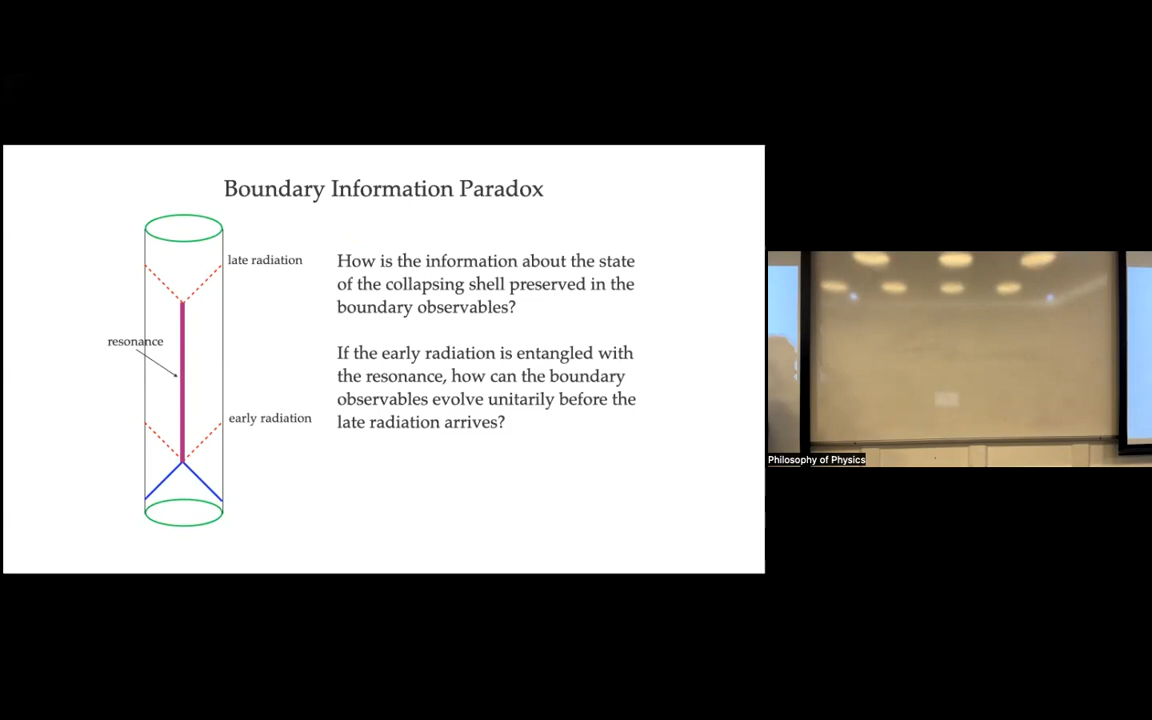 Boundary Information Paradox
late radiation
resonance
early radiation
How is the information about the state
of the collapsing shell preserved in the
boundary observables?
If the early radiation is entangled with
the resonance, how can the boundary
observables evolve unitarily before the
late radiation arrives?
Philosophy of Physics